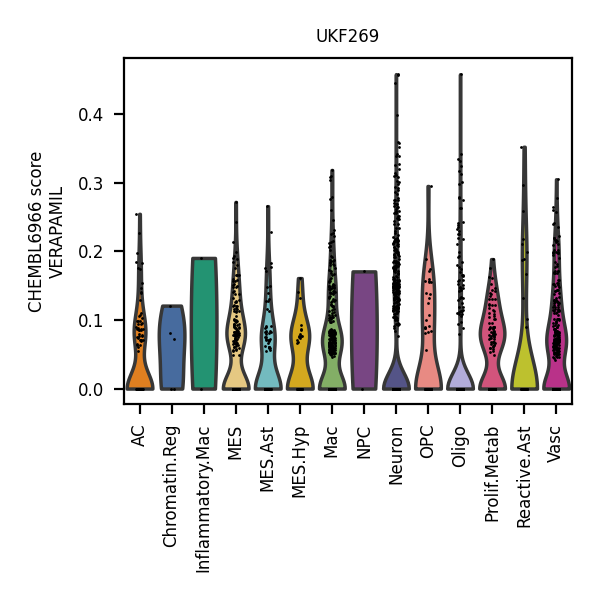 UKF269
CHEMBL6966 score
VERAPAMIL
0.4
0.3
0.2
0.1
0.0
AC
Chromatin.Reg
Inflammatory.Mac
MES
MES.Ast
MES.Hyp
Mac
NPC
Neuron
OPC
Oligo
Prolif.Metab
Reactive.Ast
Vasc